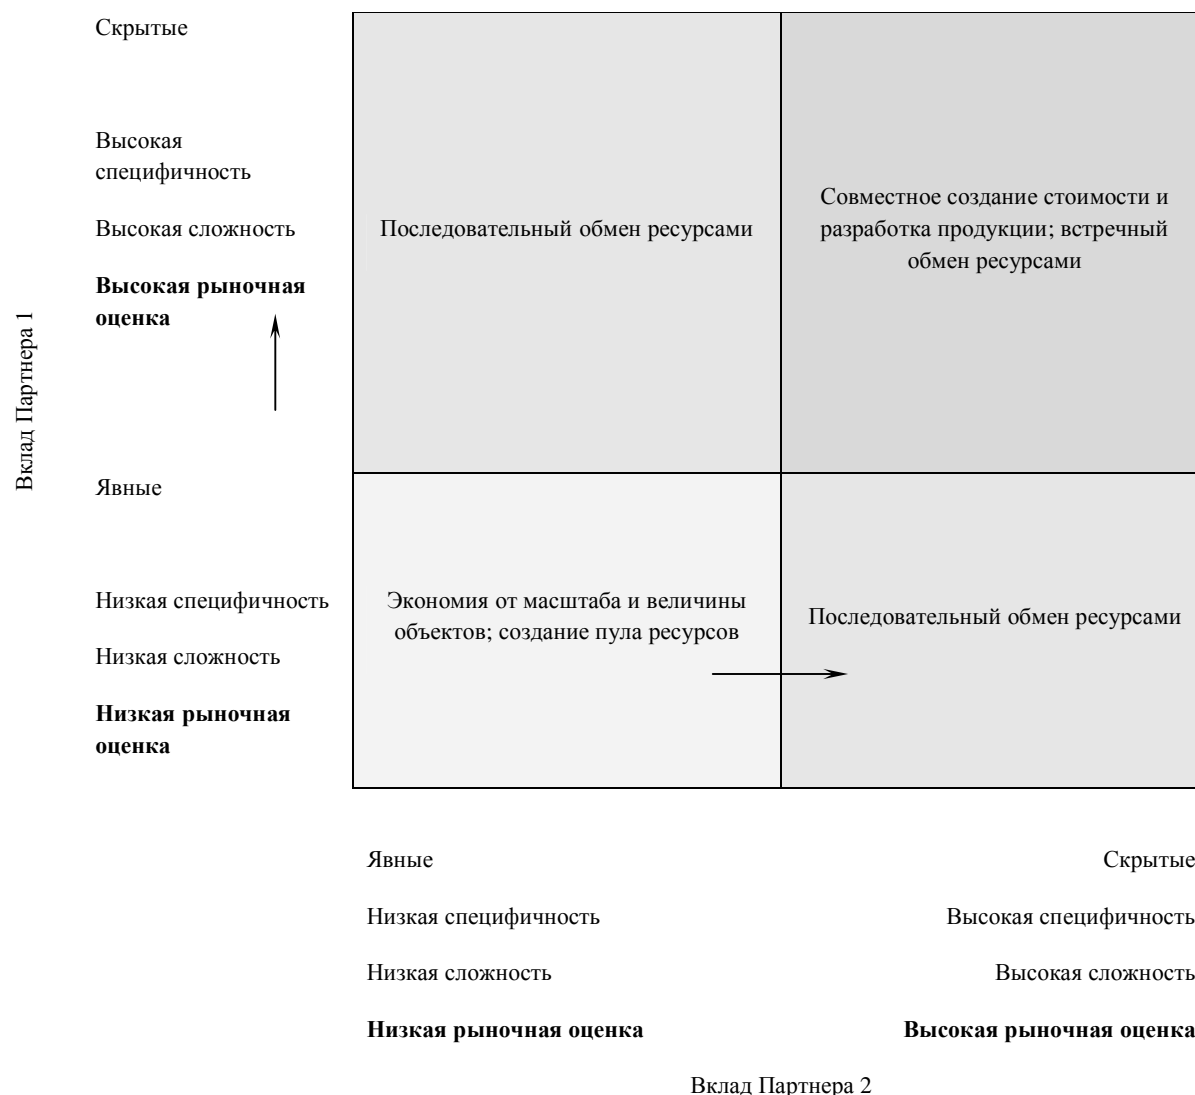 Скрытые
Высокая
специфичность
Высокая сложность
Высокая рыночная
оценка
Вклад Партнера 1
Явные
Низкая специфичность
Низкая сложность
Низкая рыночная
оценка
Последовательный обмен ресурсами
Совместное создание стоимости и
разработка продукции; встречный
обмен ресурсами
Экономия от масштаба и величины
объектов; создание пула ресурсов
Последовательный обмен ресурсами
Явные
Скрытые
Низкая специфичность
Высокая специфичность
Низкая сложность
Высокая сложность
Низкая рыночная оценка
Высокая рыночная оценка
Вклад Партнера 2